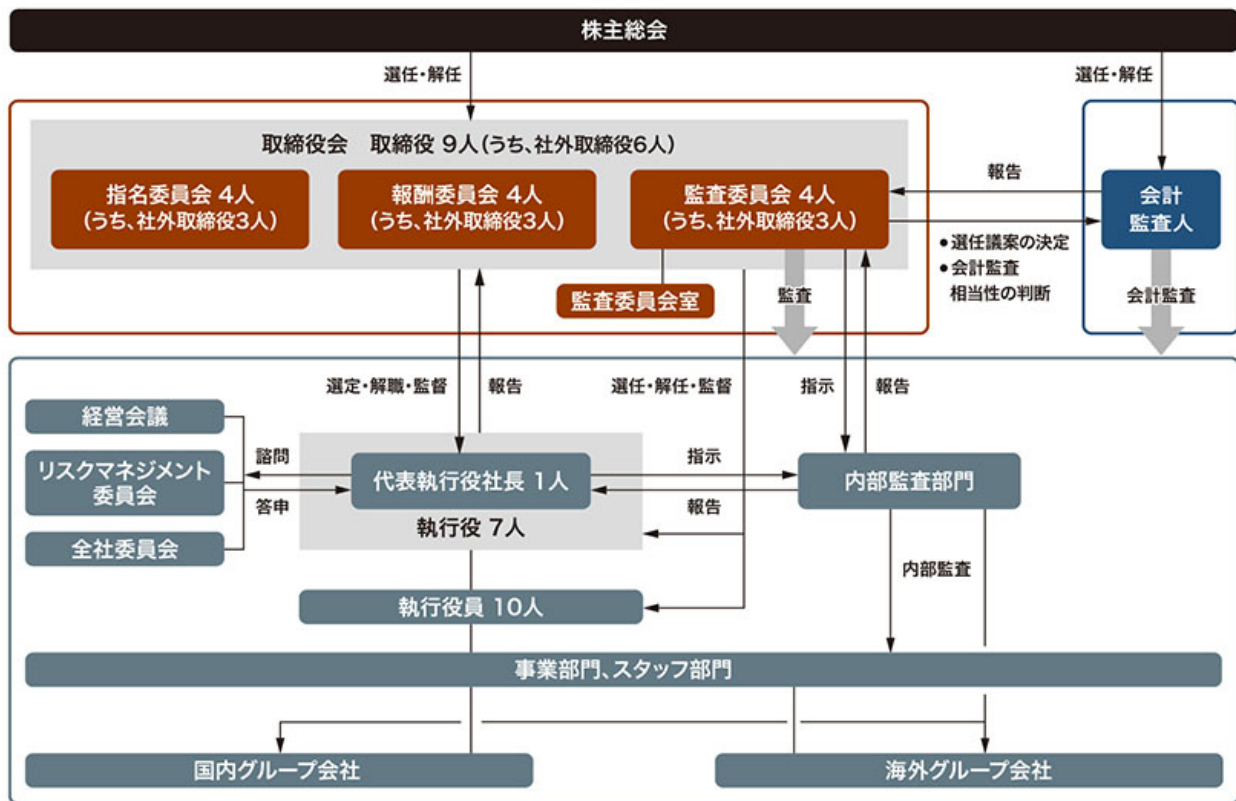 株主総会
選任・解任
選任・解任
取締役会　取締役 9人(うち、社外取締役6人)
指名委員会 4人
(うち、社外取締役3人)
報酬委員会 4人
(うち、社外取締役3人)
監査委員会 4人
(うち、社外取締役3人)
報告
会計
監査人
●選任議案の決定
●会計監査
相当性の判断
監査委員会室
監査
会計監査
選定・解職・監督
報告
選任・解任・監督
指示
報告
経営会議
リスクマネジメント
委員会
全社委員会
諮問
答申
代表執行役社長 1人
執行役 7人
指示
報告
内部監査部門
内部監査
執行役員 10人
事業部門、スタッフ部門
国内グループ会社
海外グループ会社